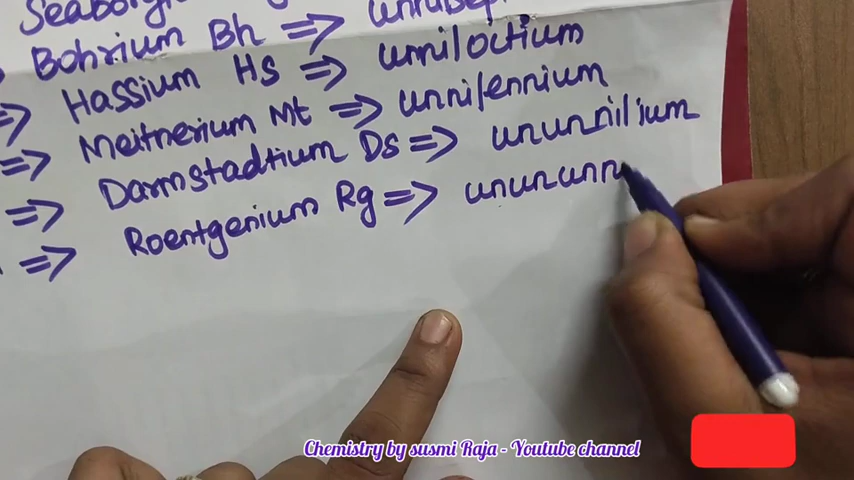 Bohrium Bh ⇒
⇒ Hassium Hs ⇒ unniloctium
⇒ Meitnerium Mt ⇒ unnilennium
⇒ Darmstadtium Ds ⇒ ununnilium
⇒ Roentgenium Rg ⇒ unununn
Chemistry by susmi Raja - Youtube channel